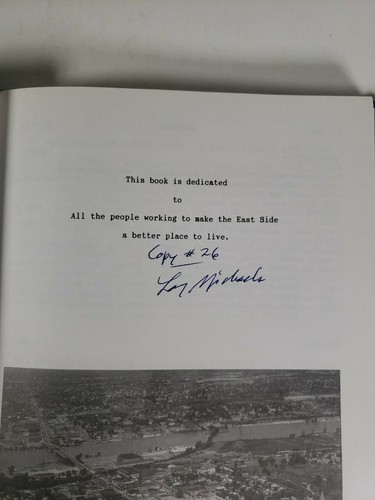 This book is dedicated
to
All the people working to make the East Side
a better place to live.
Copy # 26
Michaels